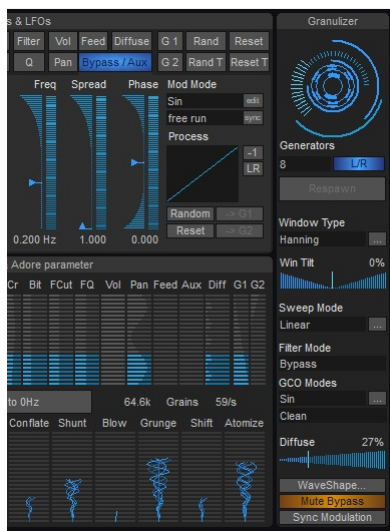 s & LFOs
Filter Vol Feed Diffuse G 1 Rand Reset
Q Pan Bypass / Aux G 2 Rand T Reset T
Freq Spread Phase Mod Mode
Sin edit
free run sync
Process
-1
LR
Random -> G1
Reset -> G2
0.200 Hz 1.000 0.000
Adore parameter
Cr Bit FCut FQ Vol Pan Feed Aux Diff G1 G2
to 0Hz 64.6k Grains 59/s
Conflate Shunt Blow Grunge Shift Atomize
Granulizer
Generators
8 L/R
Respawn
Window Type
Hanning ...
Win Tilt 0%
Sweep Mode
Linear ...
Filter Mode
Bypass
GCO Modes
Sin ...
Clean
Diffuse 27%
WaveShape...
Mute Bypass
Sync Modulation